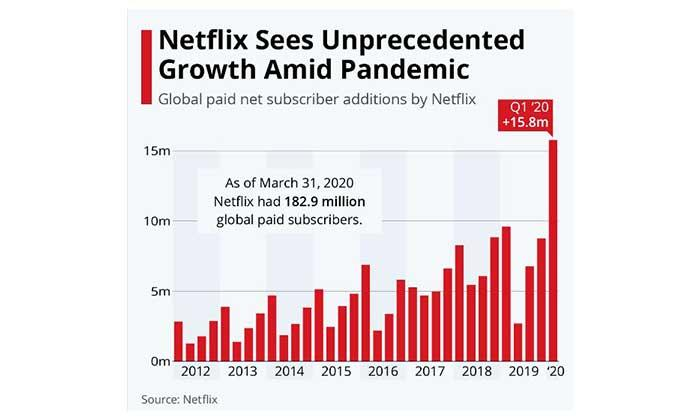 Netflix Sees Unprecedented
Growth Amid Pandemic
Global paid net subscriber additions by Netflix
Q1 '20
+15.8m
15m
As of March 31, 2020
Netflix had 182.9 million
global paid subscribers.
10m
5m
0m
2012 2013 2014 2015 2016 2017 2018 2019 '20
Source: Netflix